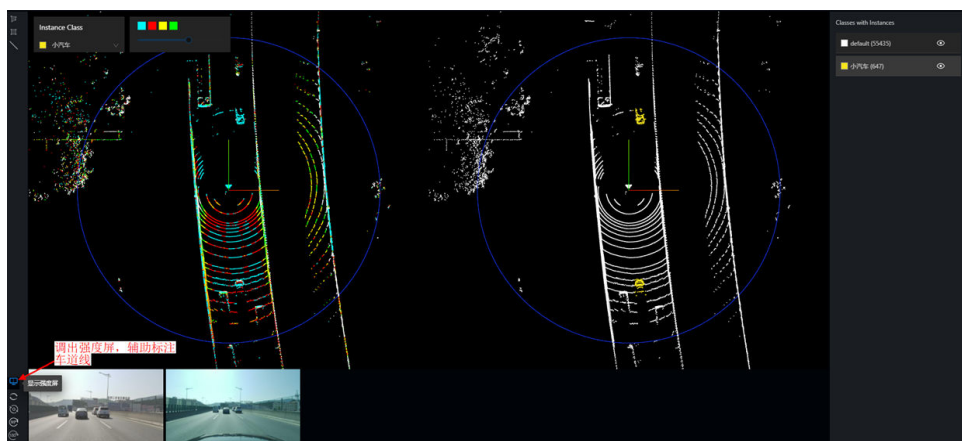 Instance Class
小汽车
Classes with Instances
default (55435)
小汽车 (647)
调出强度屏，辅助标注
车道线
显示强度屏